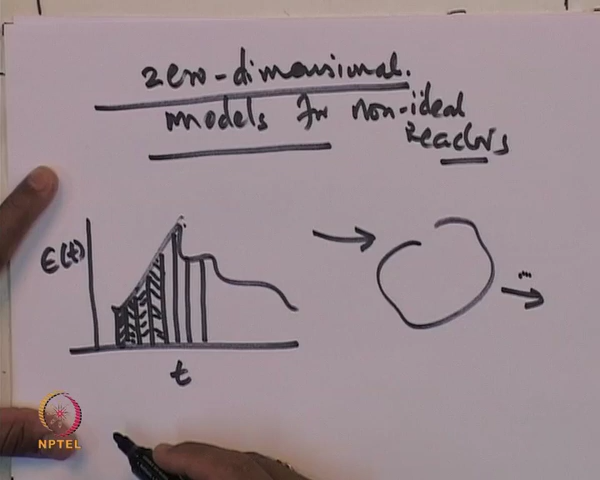 zero-dimensional.
models for non-ideal
Reactors
E(t)
t
NPTEL